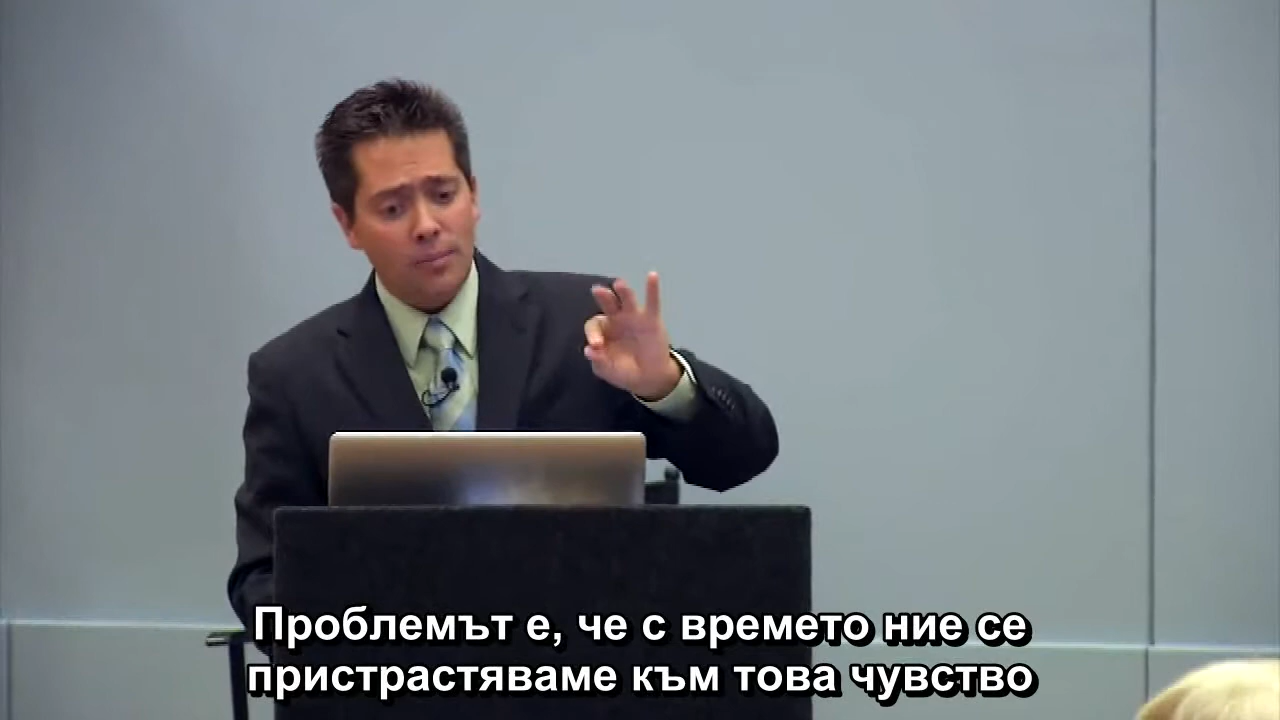 Проблемът е, че с времето ние се
пристрастяваме към това чувство